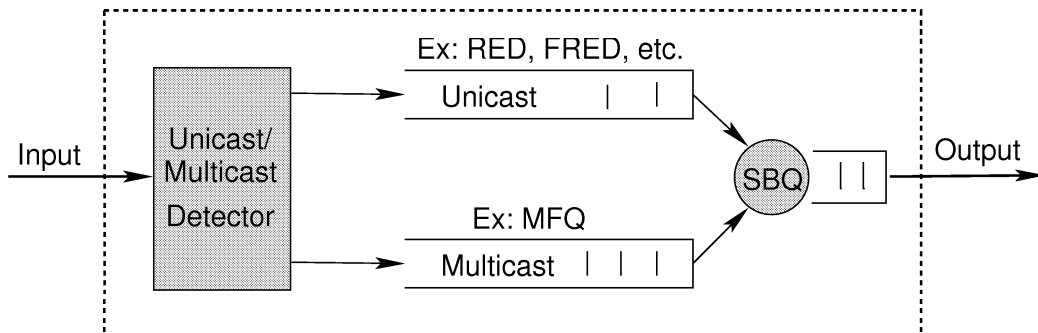 Input
Unicast/
Multicast
Detector
Ex: RED, FRED, etc.
Unicast
Ex: MFQ
Multicast
SBQ
Output